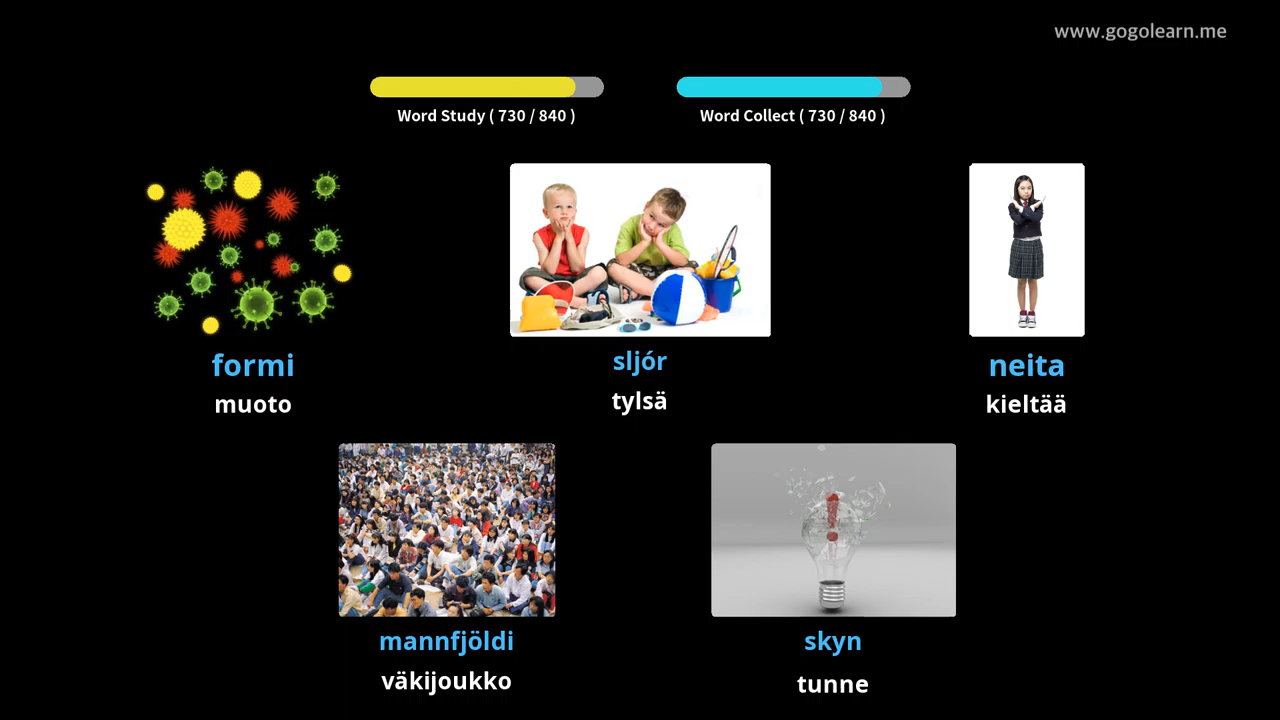 www.gogolearn.me
Word Study ( 730 / 840 )
Word Collect ( 730 / 840 )
formi
muoto
sljór
tylsä
neita
kieltää
mannfjöldi
väkijoukko
skyn
tunne